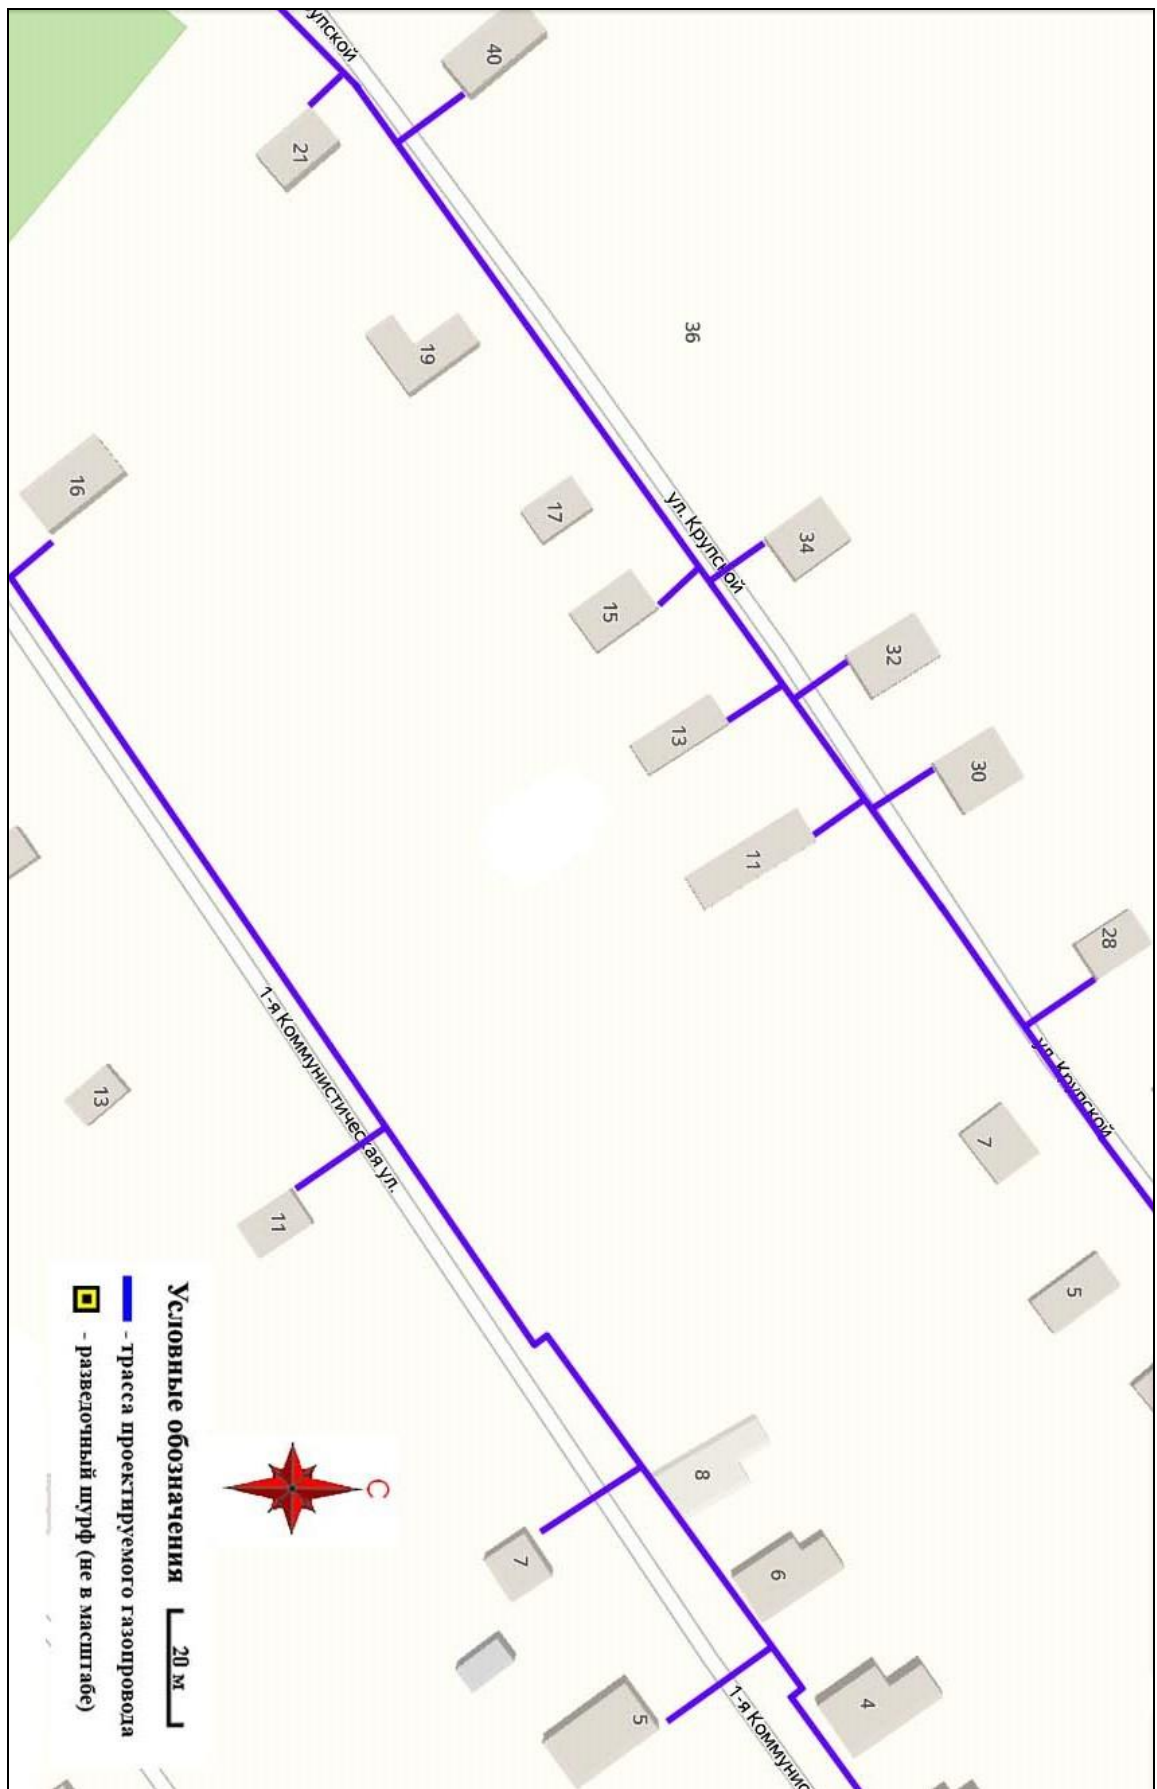 упской
40
21
36
19
16
17
ул. Крупской
34
15
32
13
30
11
28
ул. Крупской
7
5
1-я Коммунистическая ул.
13
11
8
7
6
5
4
1-я Коммунис
С
Условные обозначения
20 м
- трасса проектируемого газопровода
- разведочный шурф (не в масштабе)